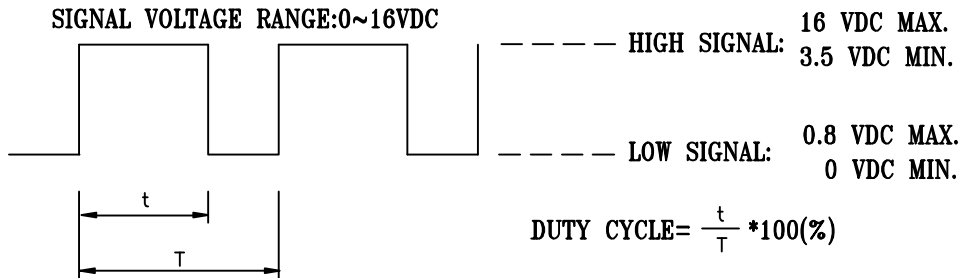 SIGNAL VOLTAGE RANGE:0~16VDC
HIGH SIGNAL: 16 VDC MAX.
3.5 VDC MIN.
LOW SIGNAL: 0.8 VDC MAX.
0 VDC MIN.
t
T
DUTY CYCLE= t/T *100(%)